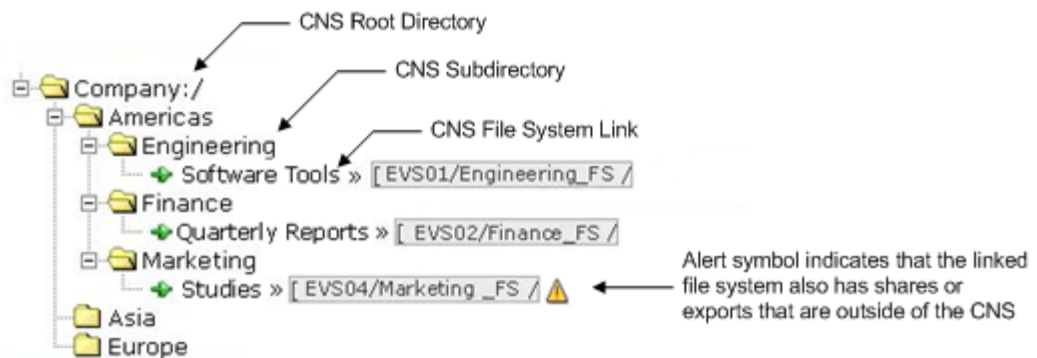 CNS Root Directory
CNS Subdirectory
Company:/
Americas
CNS File System Link
Engineering
Software Tools » [ EVS01/Engineering_FS /
Finance
Quarterly Reports » [ EVS02/Finance_FS /
Marketing
Studies » [ EVS04/Marketing _FS /
Alert symbol indicates that the linked
file system also has shares or
exports that are outside of the CNS
Asia
Europe